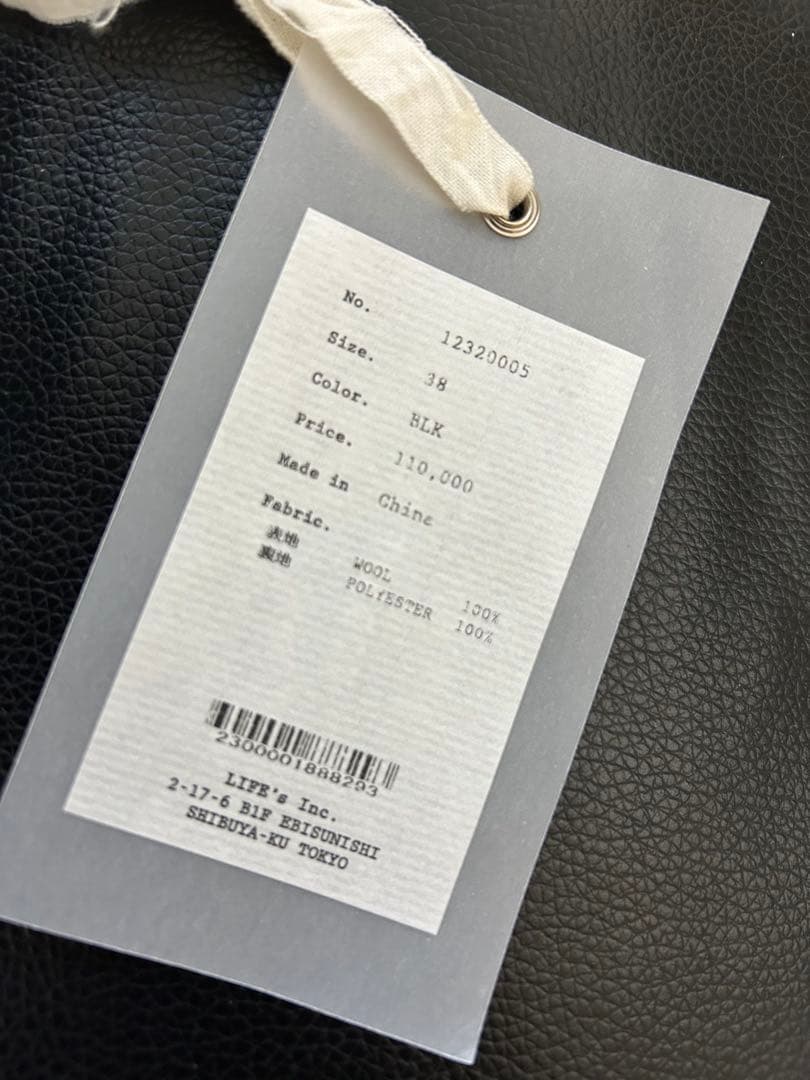 No. 12320005
Size. 38
Color. BLK
Price. 110,000
Made in China
Fabric.
表地 WOOL 100%
裏地 POLYESTER 100%
2300001888293
LIFE's Inc.
2-17-6 B1F EBISUNISHI
SHIBUYA-KU TOKYO